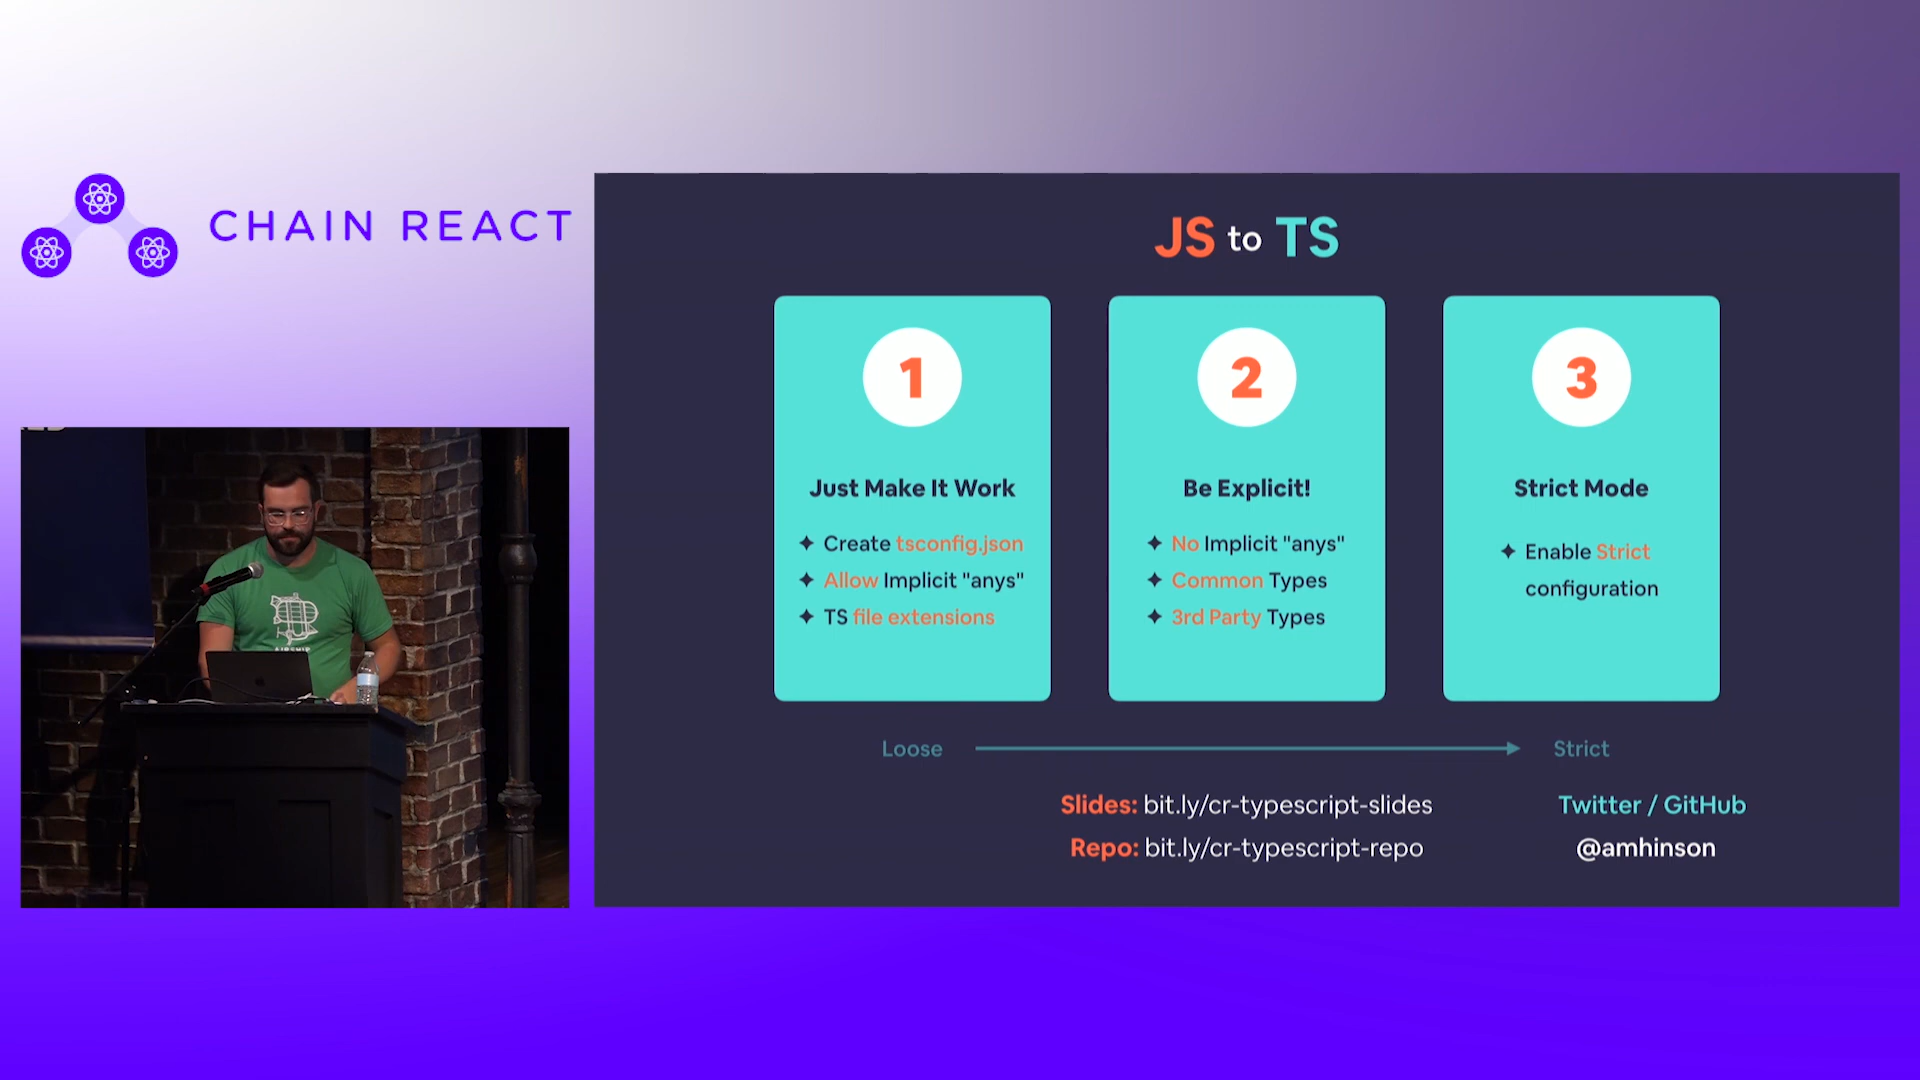 CHAIN REACT
JS to TS
1
Just Make It Work
✦ Create tsconfig.json
✦ Allow Implicit "anys"
✦ TS file extensions
2
Be Explicit!
✦ No Implicit "anys"
✦ Common Types
✦ 3rd Party Types
3
Strict Mode
✦ Enable Strict
configuration
Loose
Strict
Slides: bit.ly/cr-typescript-slides
Repo: bit.ly/cr-typescript-repo
Twitter / GitHub
@amhinson
AIRSHIP